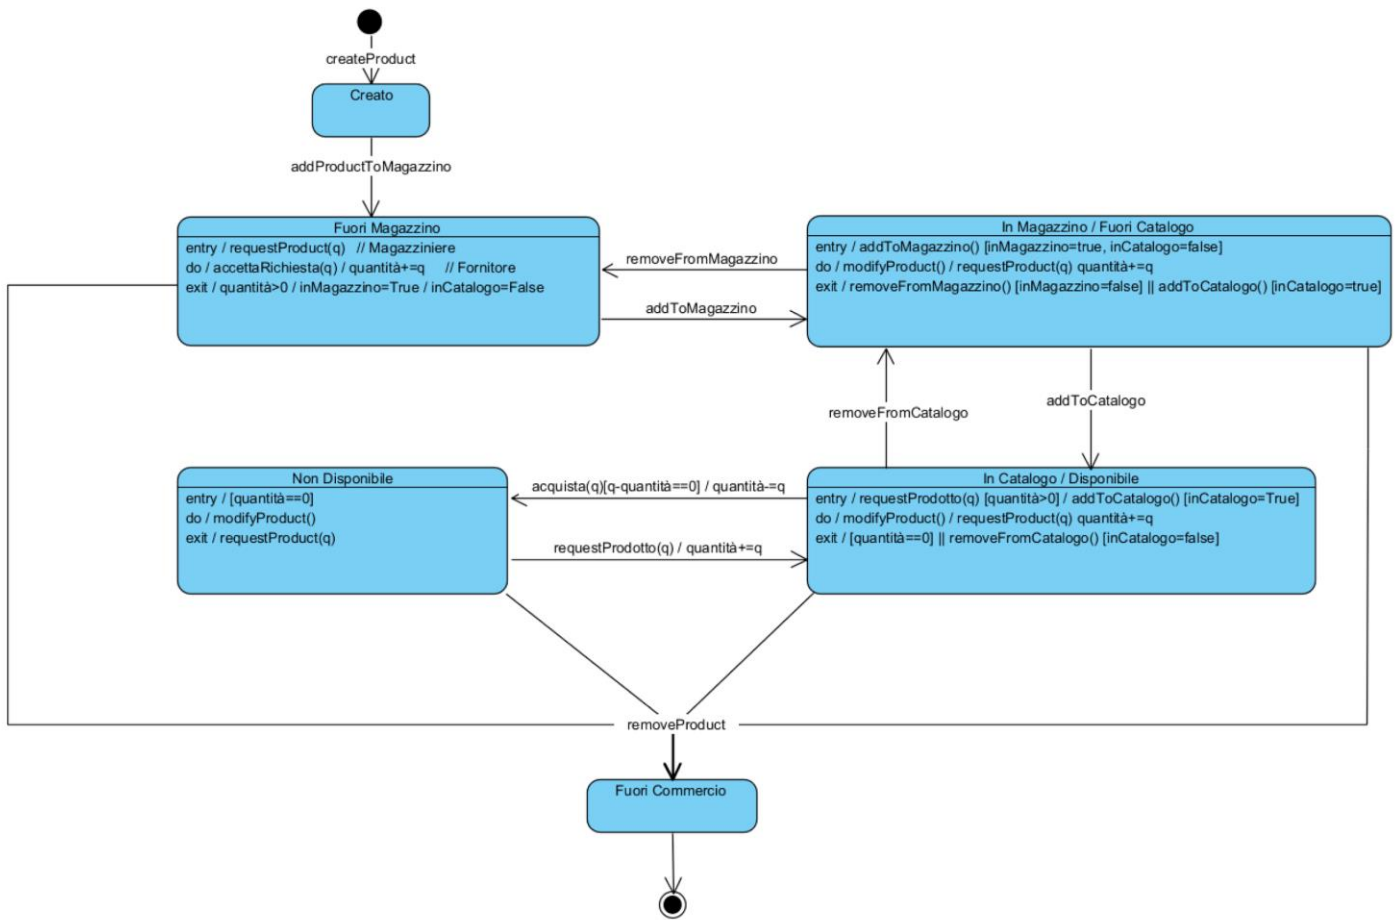 createProduct
Creato
addProductToMagazzino
Fuori Magazzino
entry / requestProduct(q)   // Magazziniere
do / accettaRichiesta(q) / quantità+=q     // Fornitore
exit / quantità>0 / inMagazzino=True / inCatalogo=False
removeFromMagazzino
addToMagazzino
In Magazzino / Fuori Catalogo
entry / addToMagazzino() [inMagazzino=true, inCatalogo=false]
do / modifyProduct() / requestProduct(q) quantità+=q
exit / removeFromMagazzino() [inMagazzino=false] || addToCatalogo() [inCatalogo=true]
removeFromCatalogo
addToCatalogo
Non Disponibile
entry / [quantità==0]
do / modifyProduct()
exit / requestProduct(q)
acquista(q)[q-quantità==0] / quantità-=q
requestProdotto(q) / quantità+=q
In Catalogo / Disponibile
entry / requestProdotto(q) [quantità>0] / addToCatalogo() [inCatalogo=True]
do / modifyProduct() / requestProduct(q) quantità+=q
exit / [quantità==0] || removeFromCatalogo() [inCatalogo=false]
removeProduct
Fuori Commercio